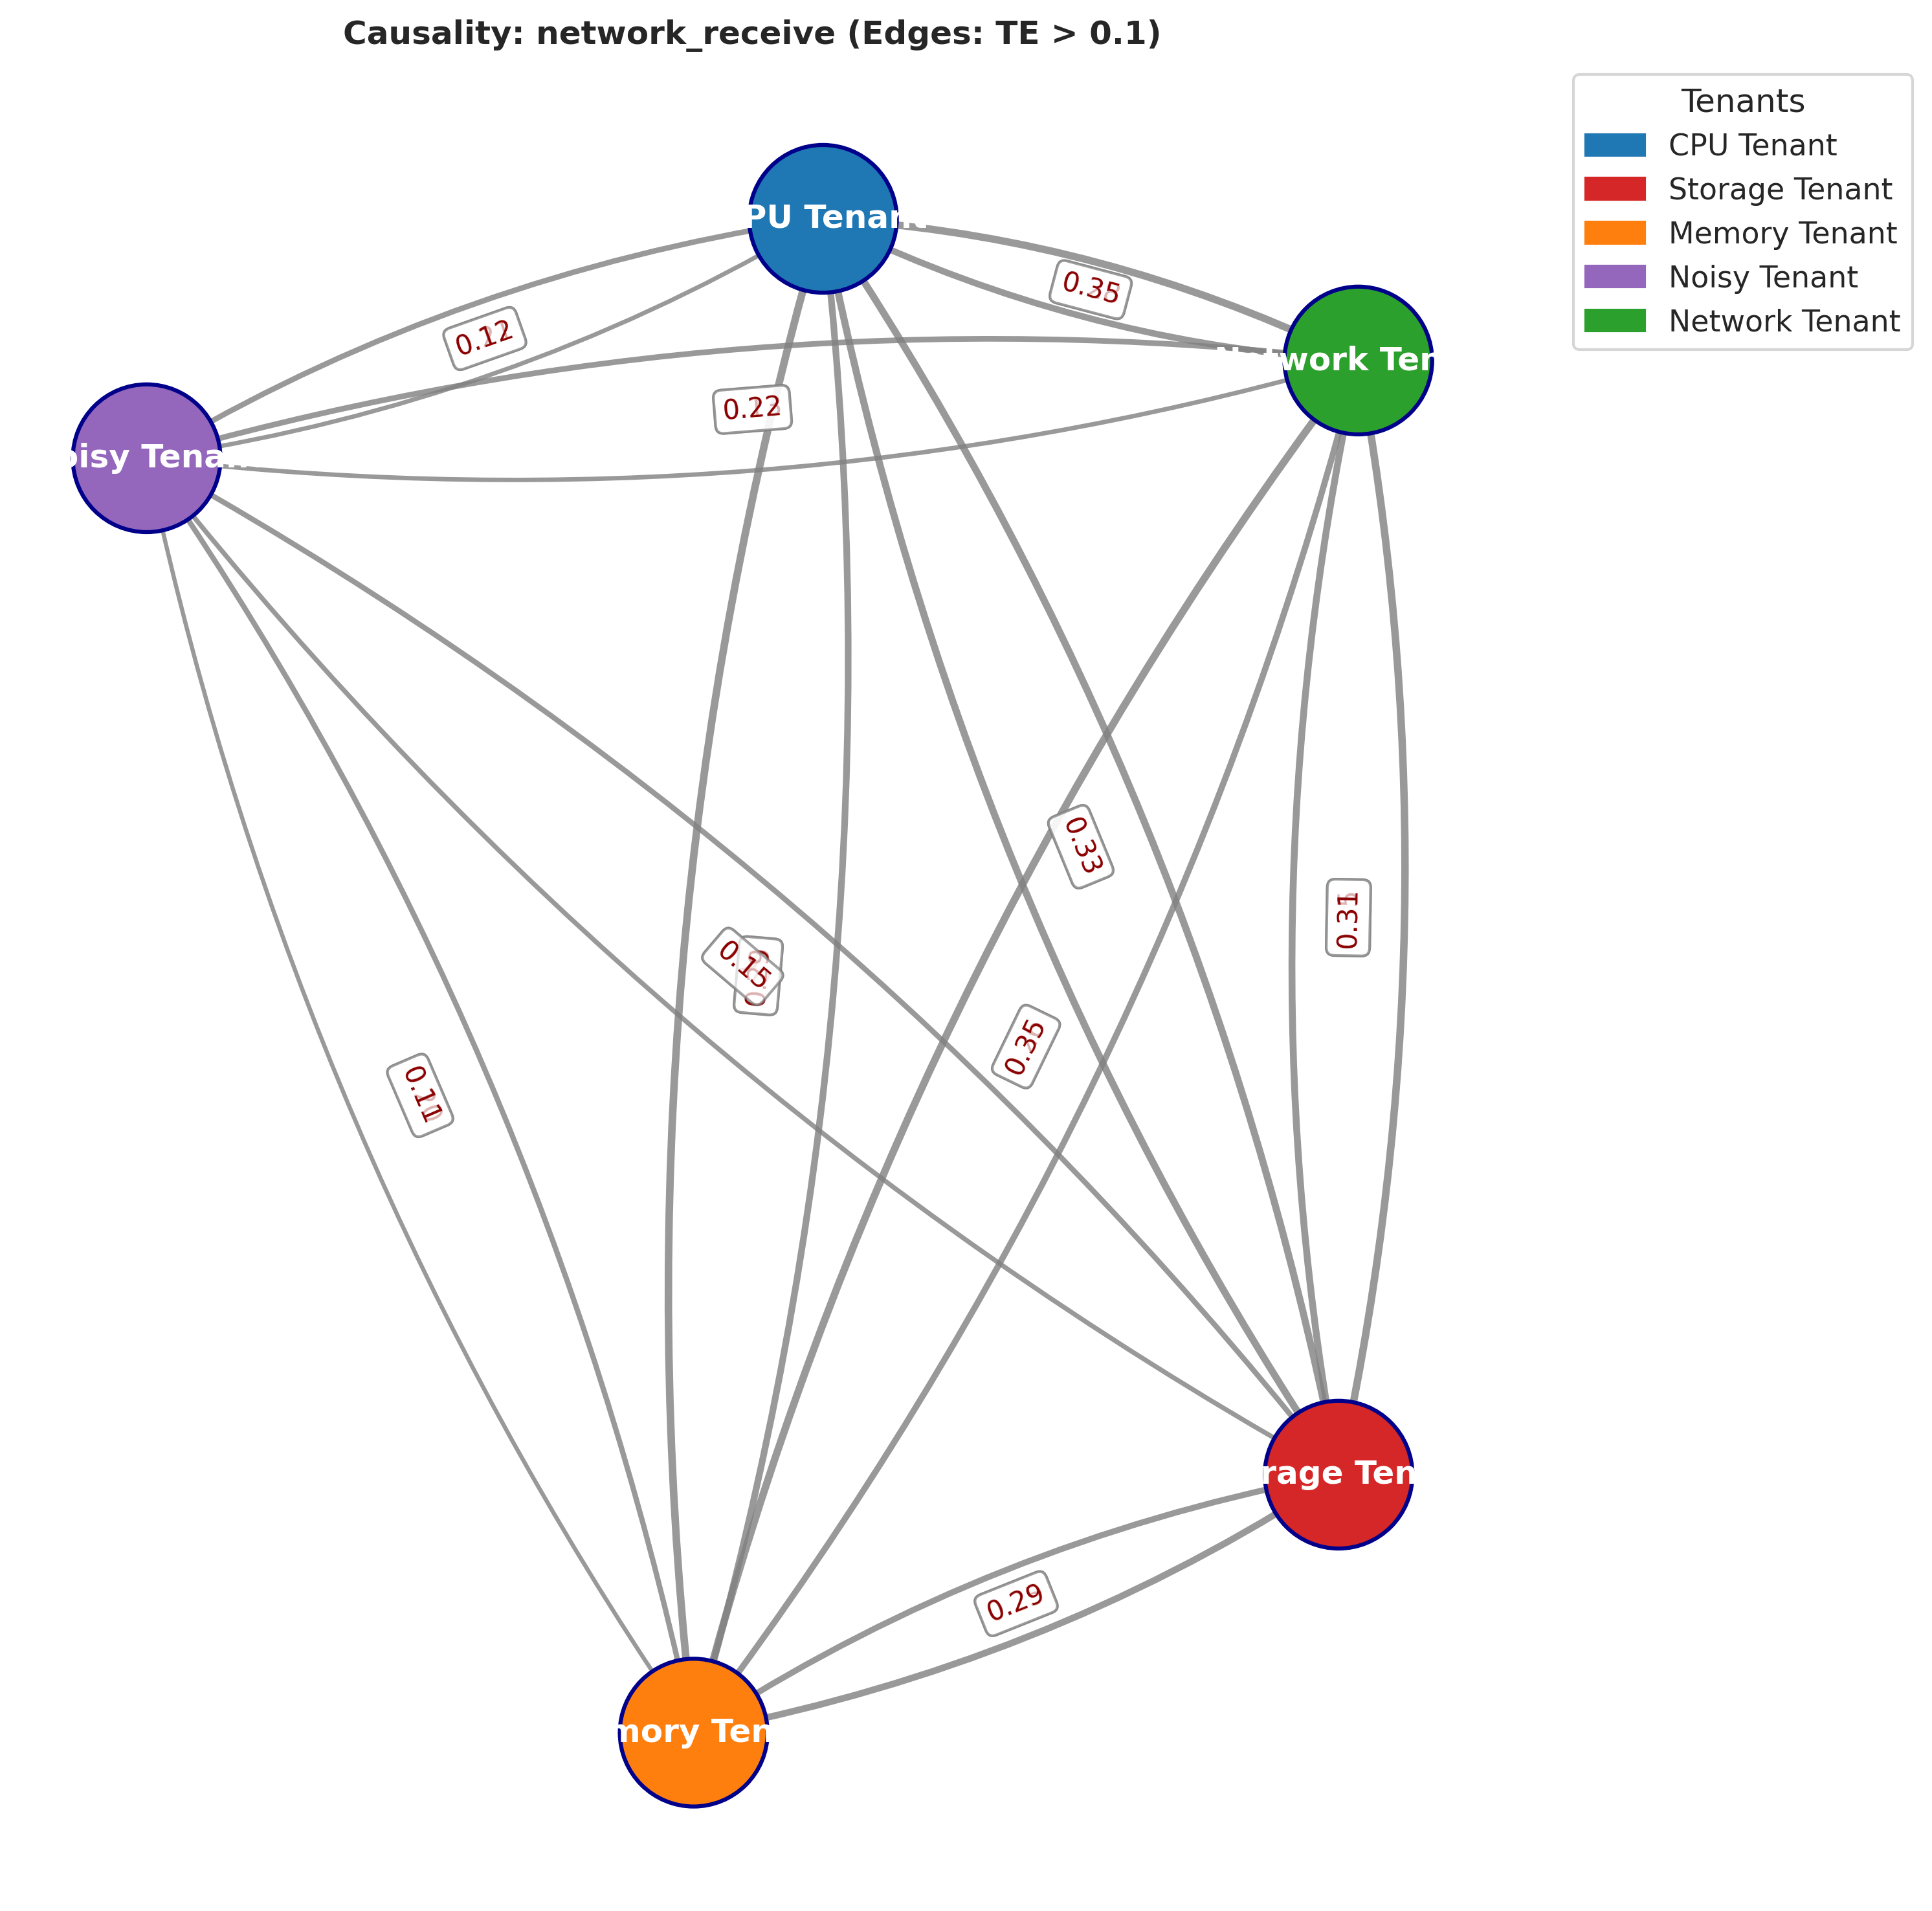 Causality: network_receive (Edges: TE > 0.1)
Tenants
CPU Tenant
Storage Tenant
Memory Tenant
Noisy Tenant
Network Tenant
PU Tenan
0.35
0.12
work Ten
0.22
oisy Tena
0.33
0.31
0.15
0.35
0.11
rage Ten
0.29
mory Ten